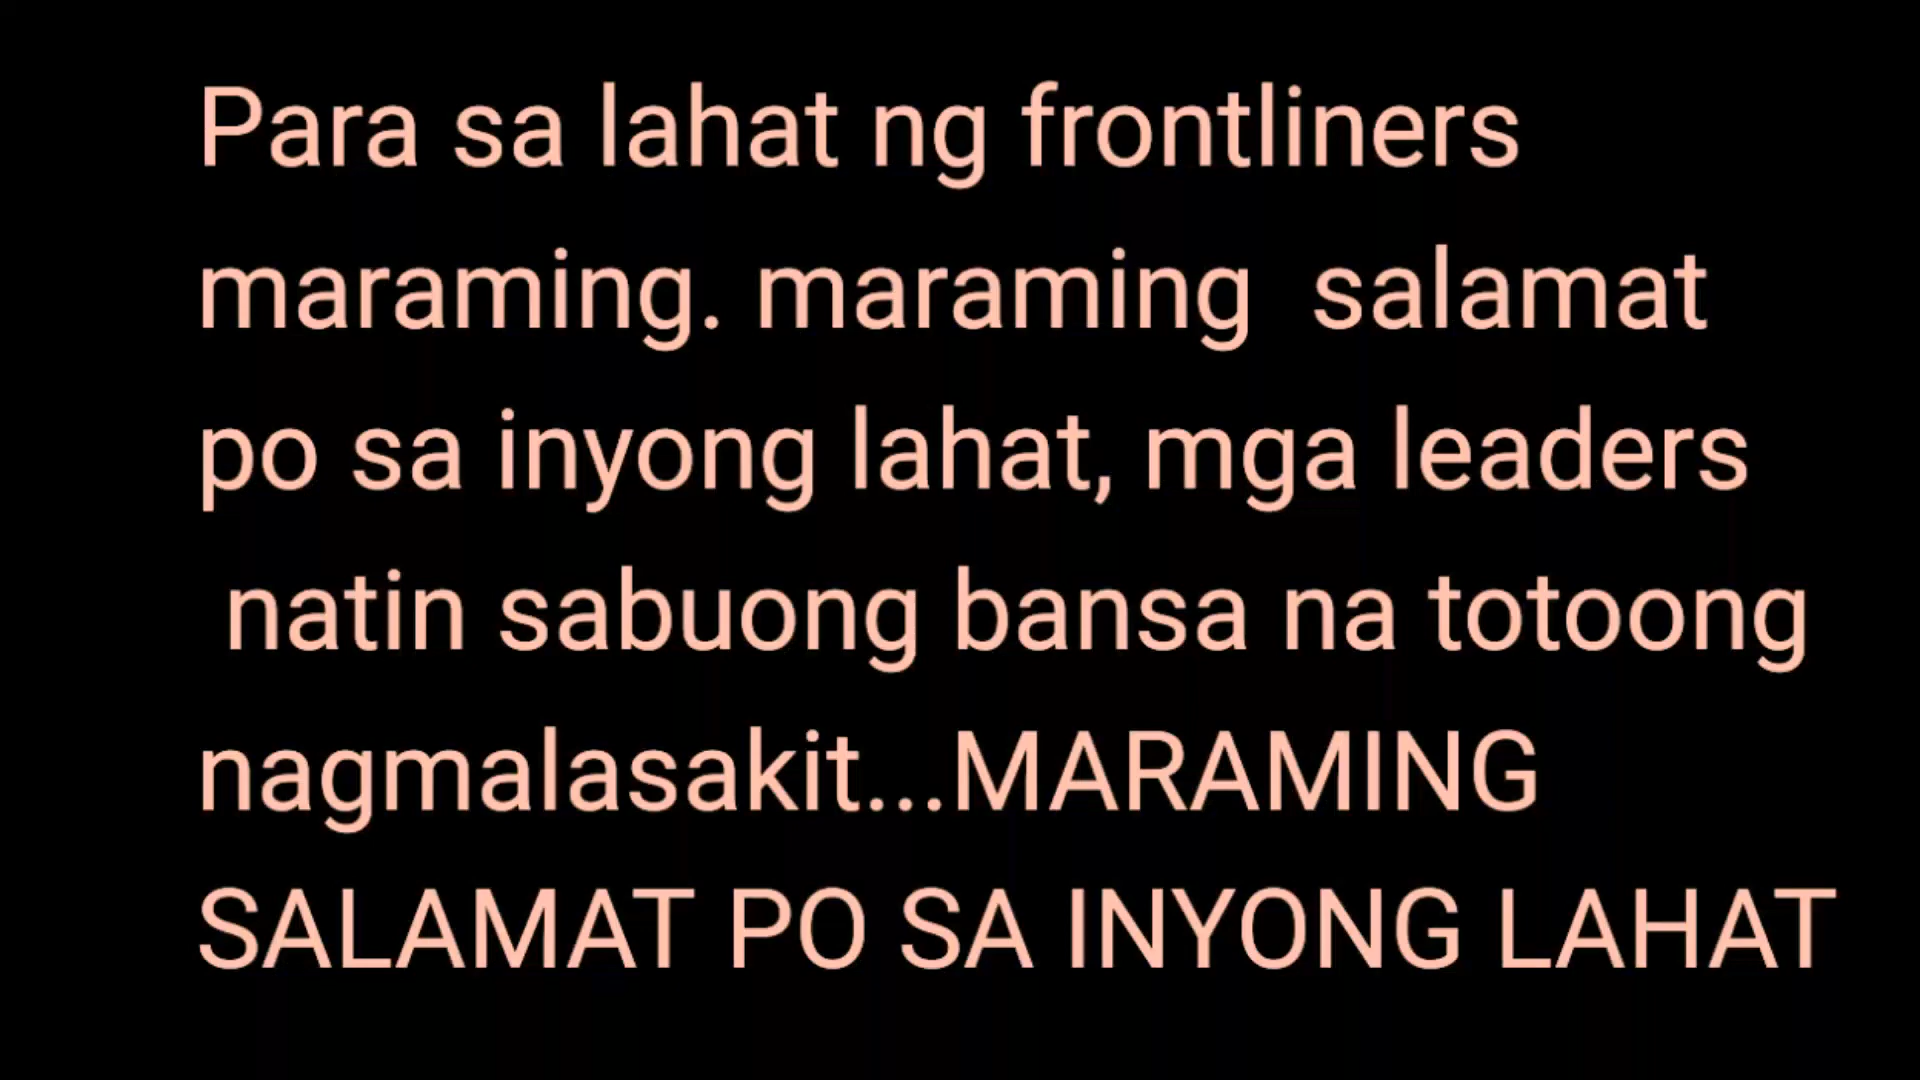 Para sa lahat ng frontliners
maraming. maraming  salamat
po sa inyong lahat, mga leaders
natin sabuong bansa na totoong
nagmalasakit...MARAMING
SALAMAT PO SA INYONG LAHAT